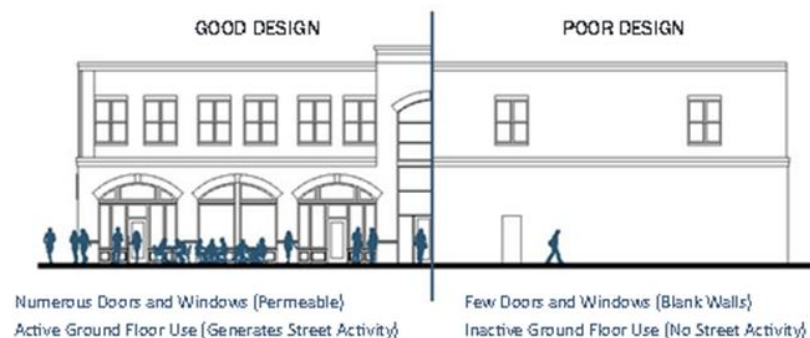 GOOD DESIGN
POOR DESIGN
Numerous Doors and Windows (Permeable)
Active Ground Floor Use (Generates Street Activity)
Few Doors and Windows (Blank Walls)
Inactive Ground Floor Use (No Street Activity)